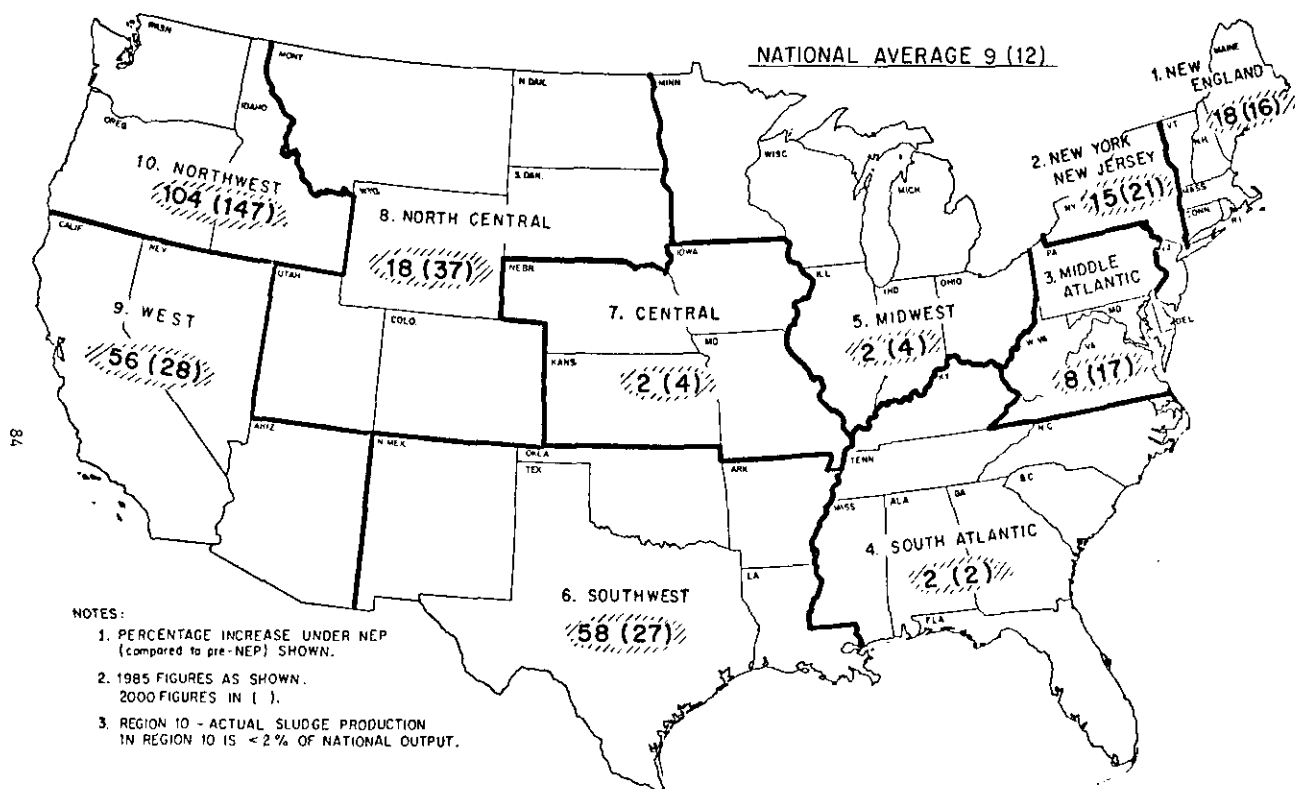 NATIONAL AVERAGE 9 (12)
1. NEW
ENGLAND
18 (16)
2. NEW YORK
NEW JERSEY
15 (21)
3. MIDDLE
ATLANTIC
8 (17)
4. SOUTH ATLANTIC
2 (2)
5. MIDWEST
2 (4)
6. SOUTHWEST
58 (27)
7. CENTRAL
2 (4)
8. NORTH CENTRAL
18 (37)
9. WEST
56 (28)
10. NORTHWEST
104 (147)
WASH
OREG
IDAHO
MONT
N DAK.
S. DAK.
WYO.
MINN
WISC
MICH
IOWA
NEBR.
CALIF
NEV
UTAH
COLO.
KANS
MO
ILL
IND
OHIO
KY
W VA
VA
MD
DEL
PA
N.J.
NY
CONN.
R I
MASS
VT
N.H.
MAINE
ARIZ
N MEX.
OKLA
TEX
ARK
LA
TENN
MISS
ALA
GA
S.C
N C
FLA
NOTES:
1. PERCENTAGE INCREASE UNDER NEP
(compared to pre-NEP) SHOWN.
2. 1985 FIGURES AS SHOWN.
2000 FIGURES IN ( ).
3. REGION 10 - ACTUAL SLUDGE PRODUCTION
IN REGION 10 IS <2% OF NATIONAL OUTPUT.
84